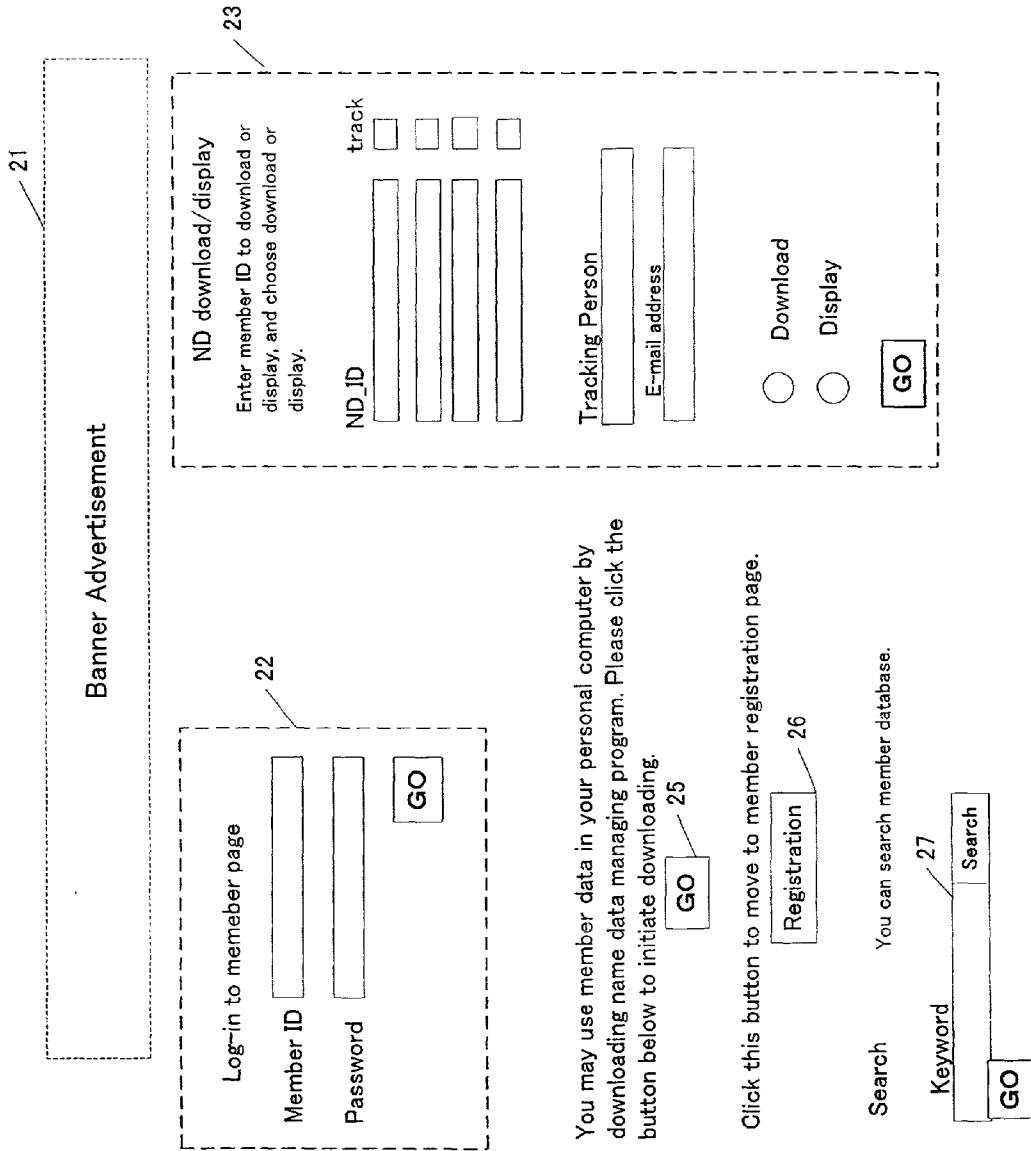 21
Banner Advertisement
Log-in to memeber page
22
Member ID
Password
GO
You may use member data in your personal computer by
downloading name data managing program. Please click the
button below to initiate downloading.
GO
25
Click this button to move to member registration page.
Registration
26
Search
You can search member database.
Keyword
27
Search
GO
23
ND download/display
Enter member ID to download or
display, and choose download or
display.
ND_ID
track
Tracking Person
E-mail address
Download
Display
GO